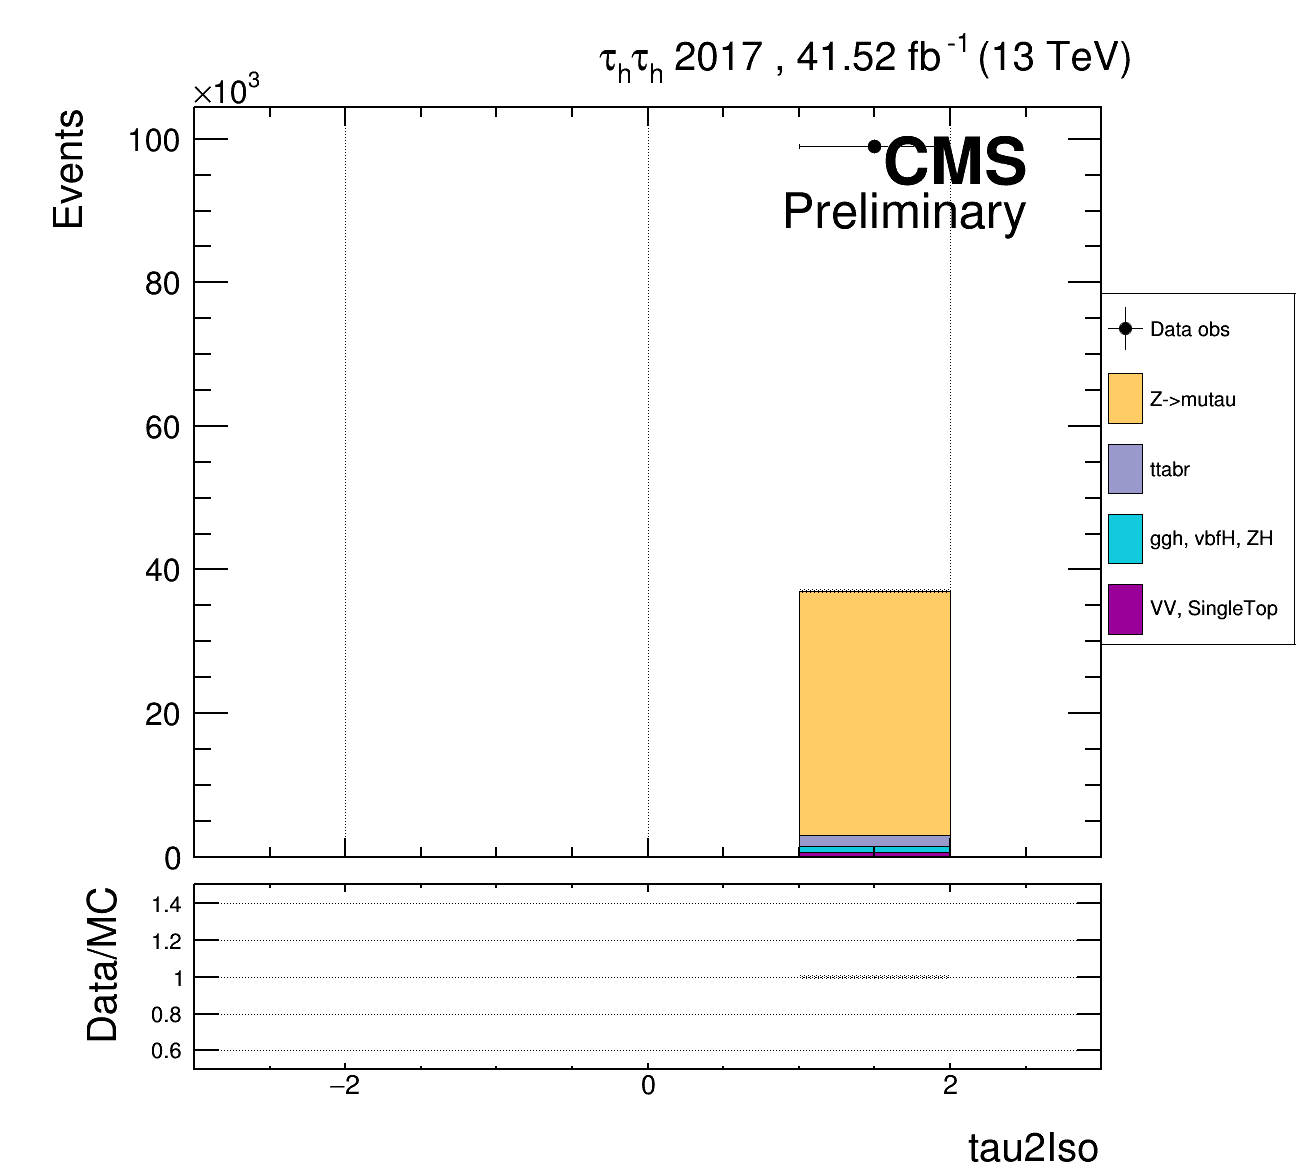 τhτh 2017 , 41.52 fb-1 (13 TeV)
×103
Events
100
80
60
40
20
0
CMS
Preliminary
Data obs
Z->mutau
ttabr
ggh, vbfH, ZH
VV, SingleTop
Data/MC
1.4
1.2
1
0.8
0.6
−2 0 2
tau2Iso